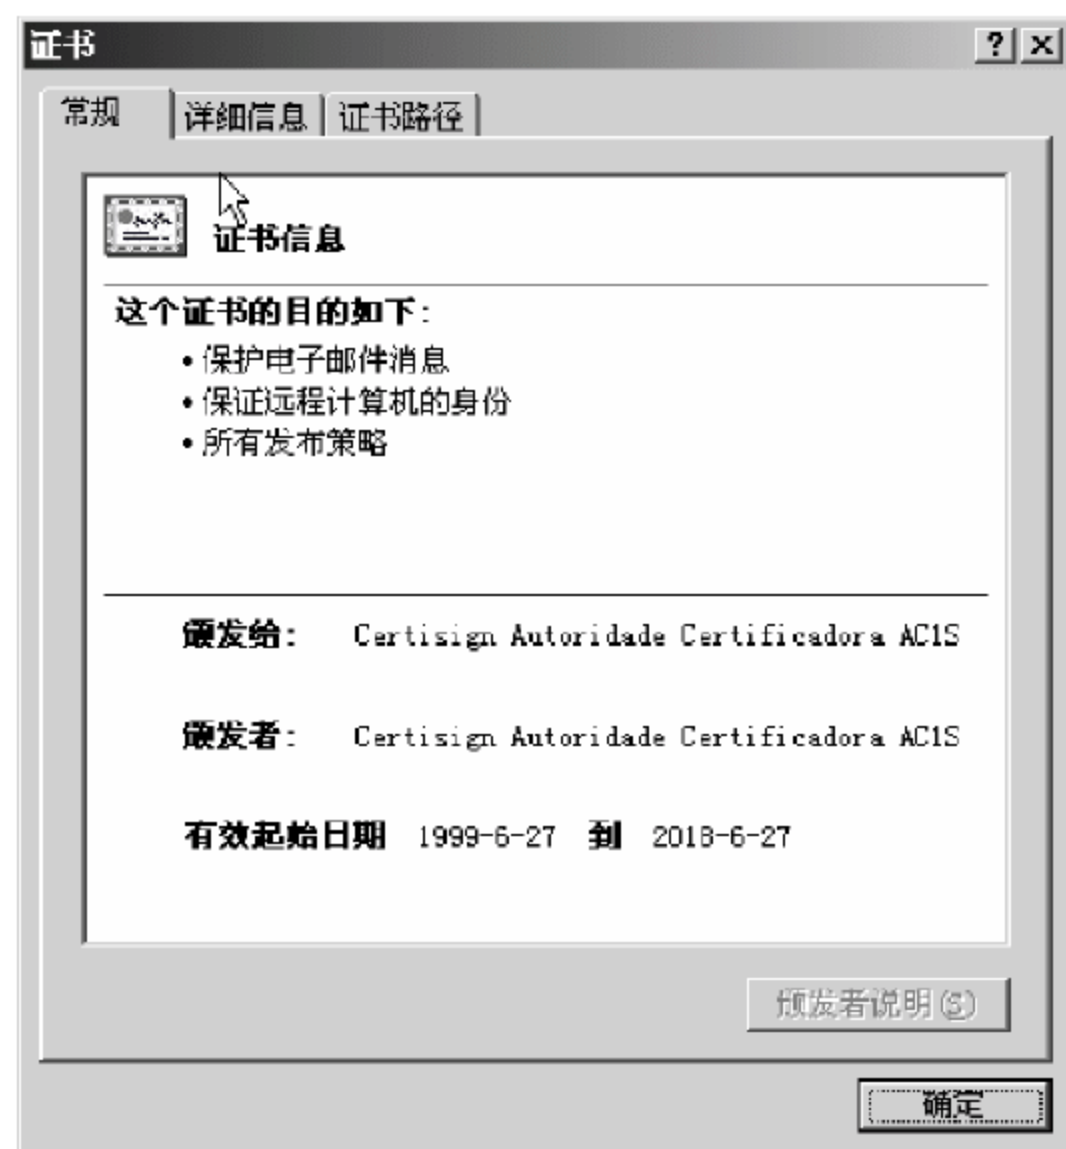 证书
常规 详细信息 证书路径
证书信息
这个证书的目的如下:
•保护电子邮件消息
•保证远程计算机的身份
•所有发布策略
颁发给: Certisign Autoridade Certificadora AC1S
颁发者: Certisign Autoridade Certificadora AC1S
有效起始日期 1999-6-27 到 2018-6-27
颁发者说明(S)
确定